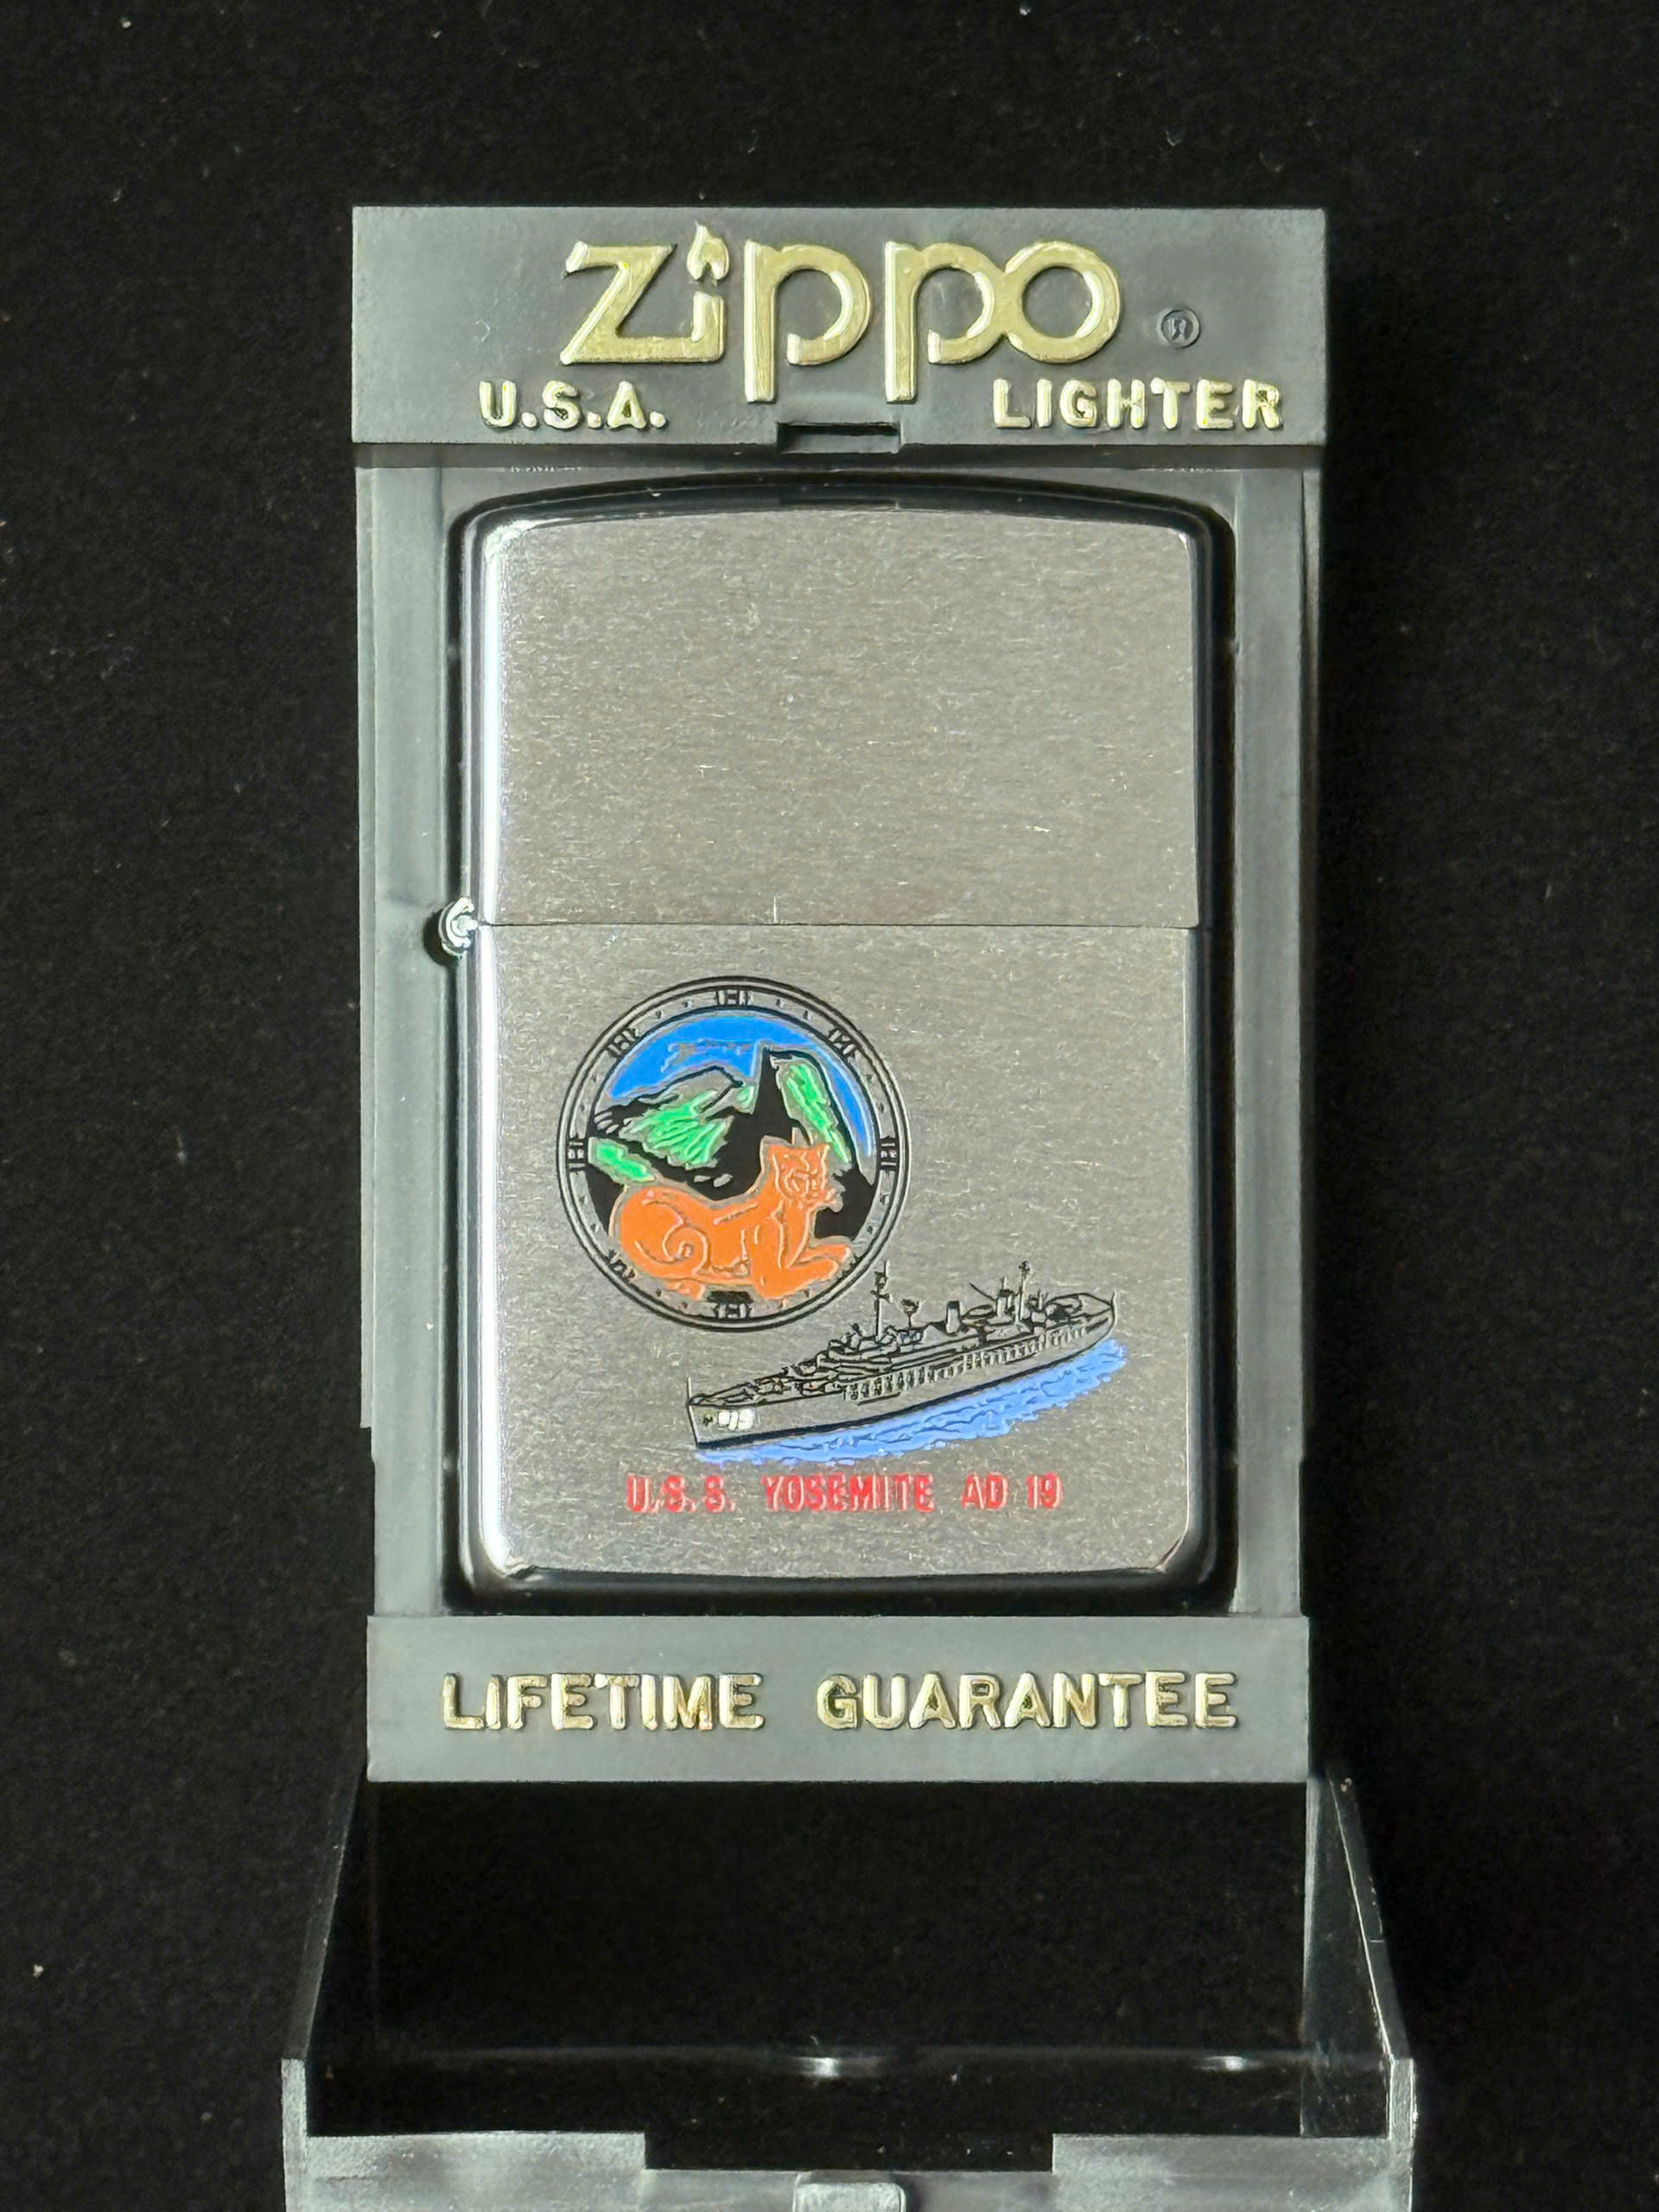 Zippo ®
U.S.A. LIGHTER
19
U.S.S. YOSEMITE AD 19
LIFETIME GUARANTEE